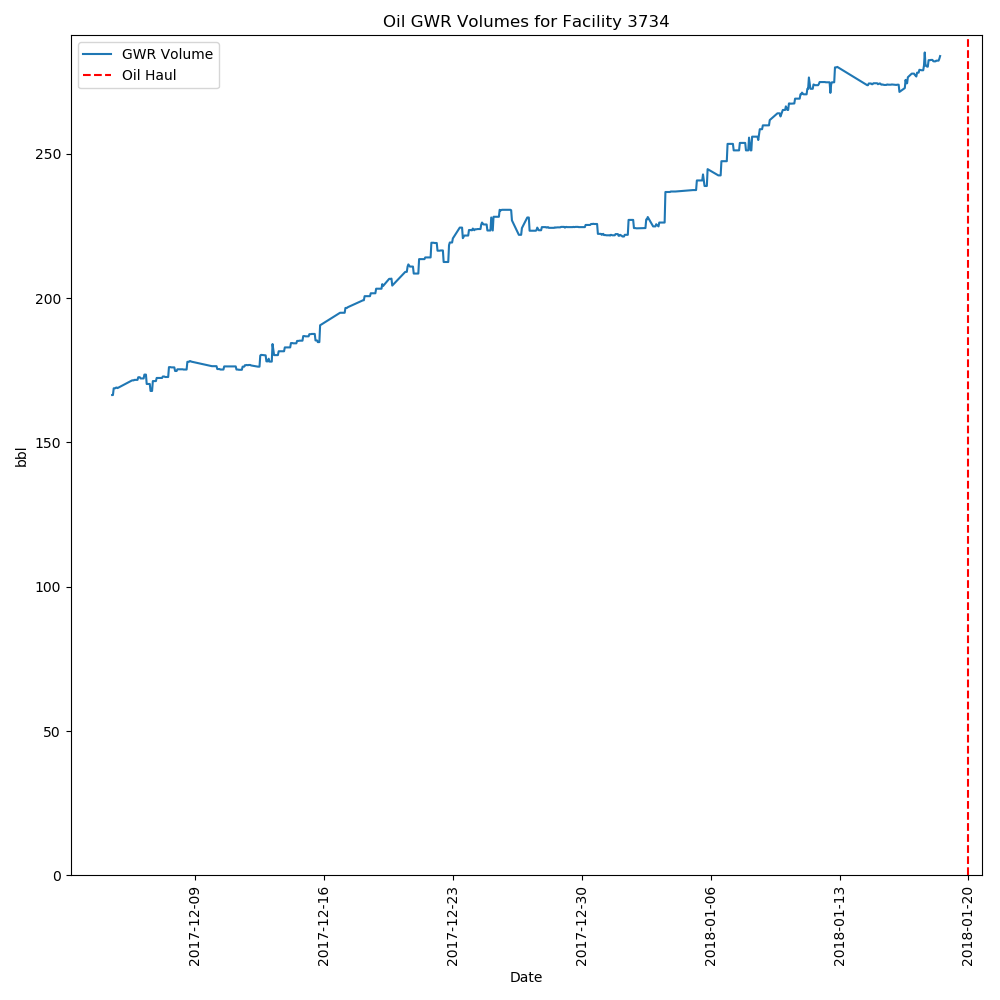 Oil GWR Volumes for Facility 3734
GWR Volume
Oil Haul
bbl
250
200
150
100
50
0
2017-12-09
2017-12-16
2017-12-23
2017-12-30
2018-01-06
2018-01-13
2018-01-20
Date